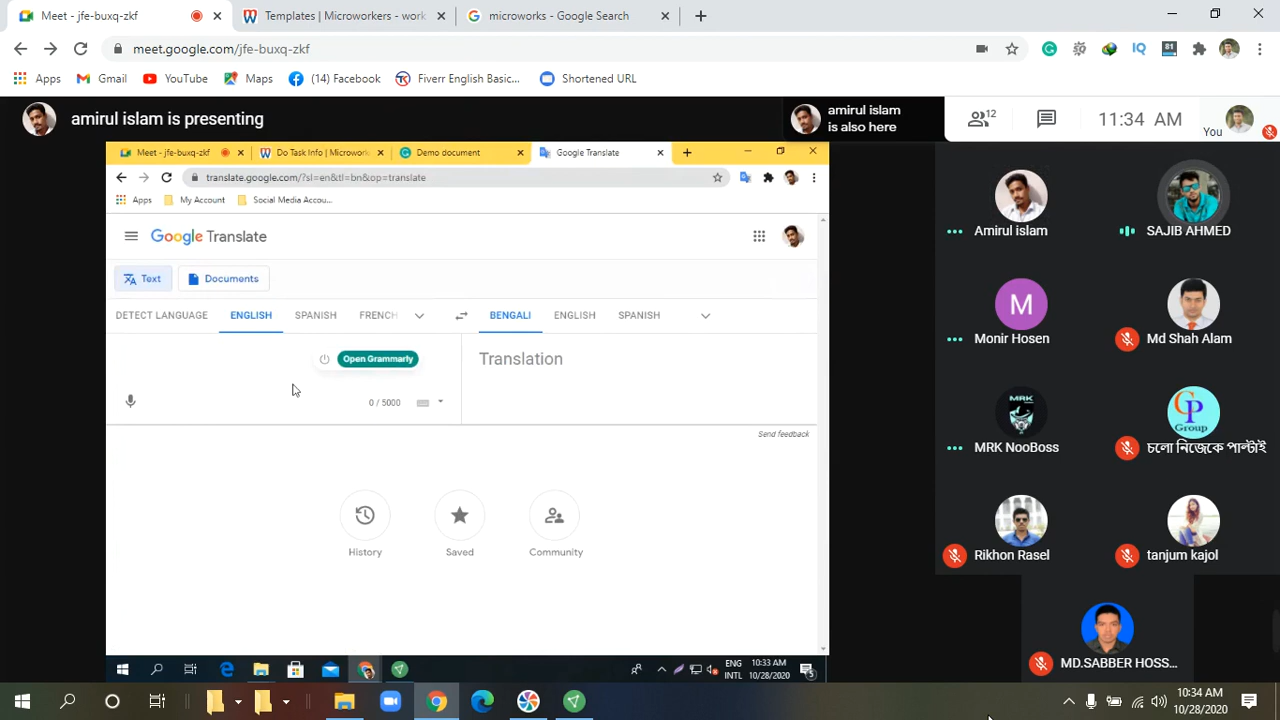 Meet - jfe-buxq-zkf
Templates | Microworkers - work
microworks - Google Search
meet.google.com/jfe-buxq-zkf
Apps
Gmail
YouTube
Maps
(14) Facebook
Fiverr English Basic...
Shortened URL
amirul islam is presenting
amirul islam
is also here
12
11:34 AM
You
Meet - jfe-buxq-zkf
Do Task Info | Microwork
Demo document
Google Translate
translate.google.com/?sl=en&tl=bn&op=translate
Apps
My Account
Social Media Accou...
Google Translate
Text
Documents
DETECT LANGUAGE
ENGLISH
SPANISH
FRENCH
BENGALI
ENGLISH
SPANISH
Open Grammarly
Translation
0 / 5000
Send feedback
History
Saved
Community
Amirul islam
SAJIB AHMED
M
Monir Hosen
Md Shah Alam
MRK
MRK NooBoss
CP
Group
চলো নিজেকে পাল্টাই
Rikhon Rasel
tanjum kajol
MD.SABBER HOSS...
ENG
INTL
10:33 AM
10/28/2020
10:34 AM
10/28/2020